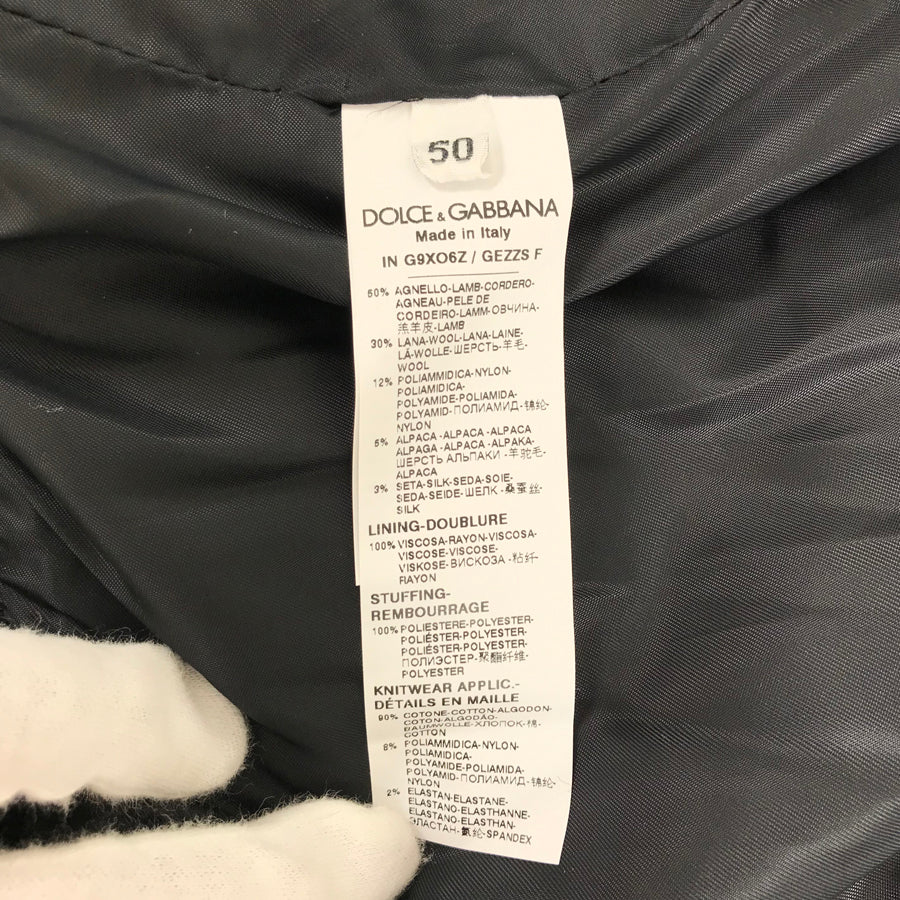 50
DOLCE & GABBANA
Made in Italy
IN G9XO6Z / GEZZS F
50% AGNELLO-LAMB-CORDERO-
AGNEAU-PELE DE
CORDEIRO-LAMM-ОВЧИНА-
羔羊皮-LAMB
30% LANA-WOOL-LANA-LAINE-
LÃ-WOLLE-ШЕРСТЬ-羊毛-
WOOL
12% POLIAMMIDICA-NYLON-
POLIAMIDICA-
POLYAMIDE-POLIAMIDA-
POLYAMID-ПОЛИАМИД-锦纶-
NYLON
5% ALPACA-ALPACA-ALPACA
ALPAGA-ALPACA-ALPAKA-
ШЕРСТЬ АЛЬПАКИ-羊驼毛-
ALPACA
3% SETA-SILK-SEDA-SOIE-
SEDA-SEIDE-ШЕЛК-桑蚕丝-
SILK
LINING-DOUBLURE
100% VISCOSA-RAYON-VISCOSA-
VISCOSE-VISCOSE-
VISKOSE-ВИСКОЗА-粘纤-
RAYON
STUFFING-
REMBOURRAGE
100% POLIESTERE-POLYESTER-
POLIÉSTER-POLYESTER-
POLIÉSTER-POLYESTER-
ПОЛИЭСТЕР-聚酯纤维-
POLYESTER
KNITWEAR APPLIC.-
DÉTAILS EN MAILLE
90% COTONE-COTTON-ALGODON-
COTON-ALGODÃO-
BAUMWOLLE-ХЛОПОК-棉-
COTTON
8% POLIAMMIDICA-NYLON-
POLIAMIDICA-
POLYAMIDE-POLIAMIDA-
POLYAMID-ПОЛИАМИД-锦纶-
NYLON
2% ELASTAN-ELASTANE-
ELASTANO-ELASTHANNE-
ELASTANO-ELASTHAN-
ЭЛАСТАН-氨纶-SPANDEX